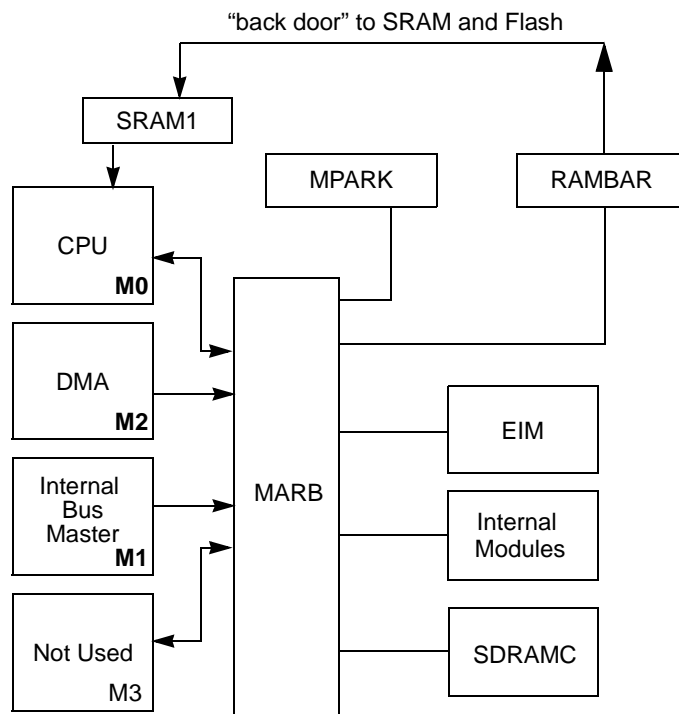 “back door” to SRAM and Flash
SRAM1
MPARK
RAMBAR
CPU
M0
DMA
M2
EIM
MARB
Internal
Bus
Master
M1
Internal
Modules
Not Used
M3
SDRAMC